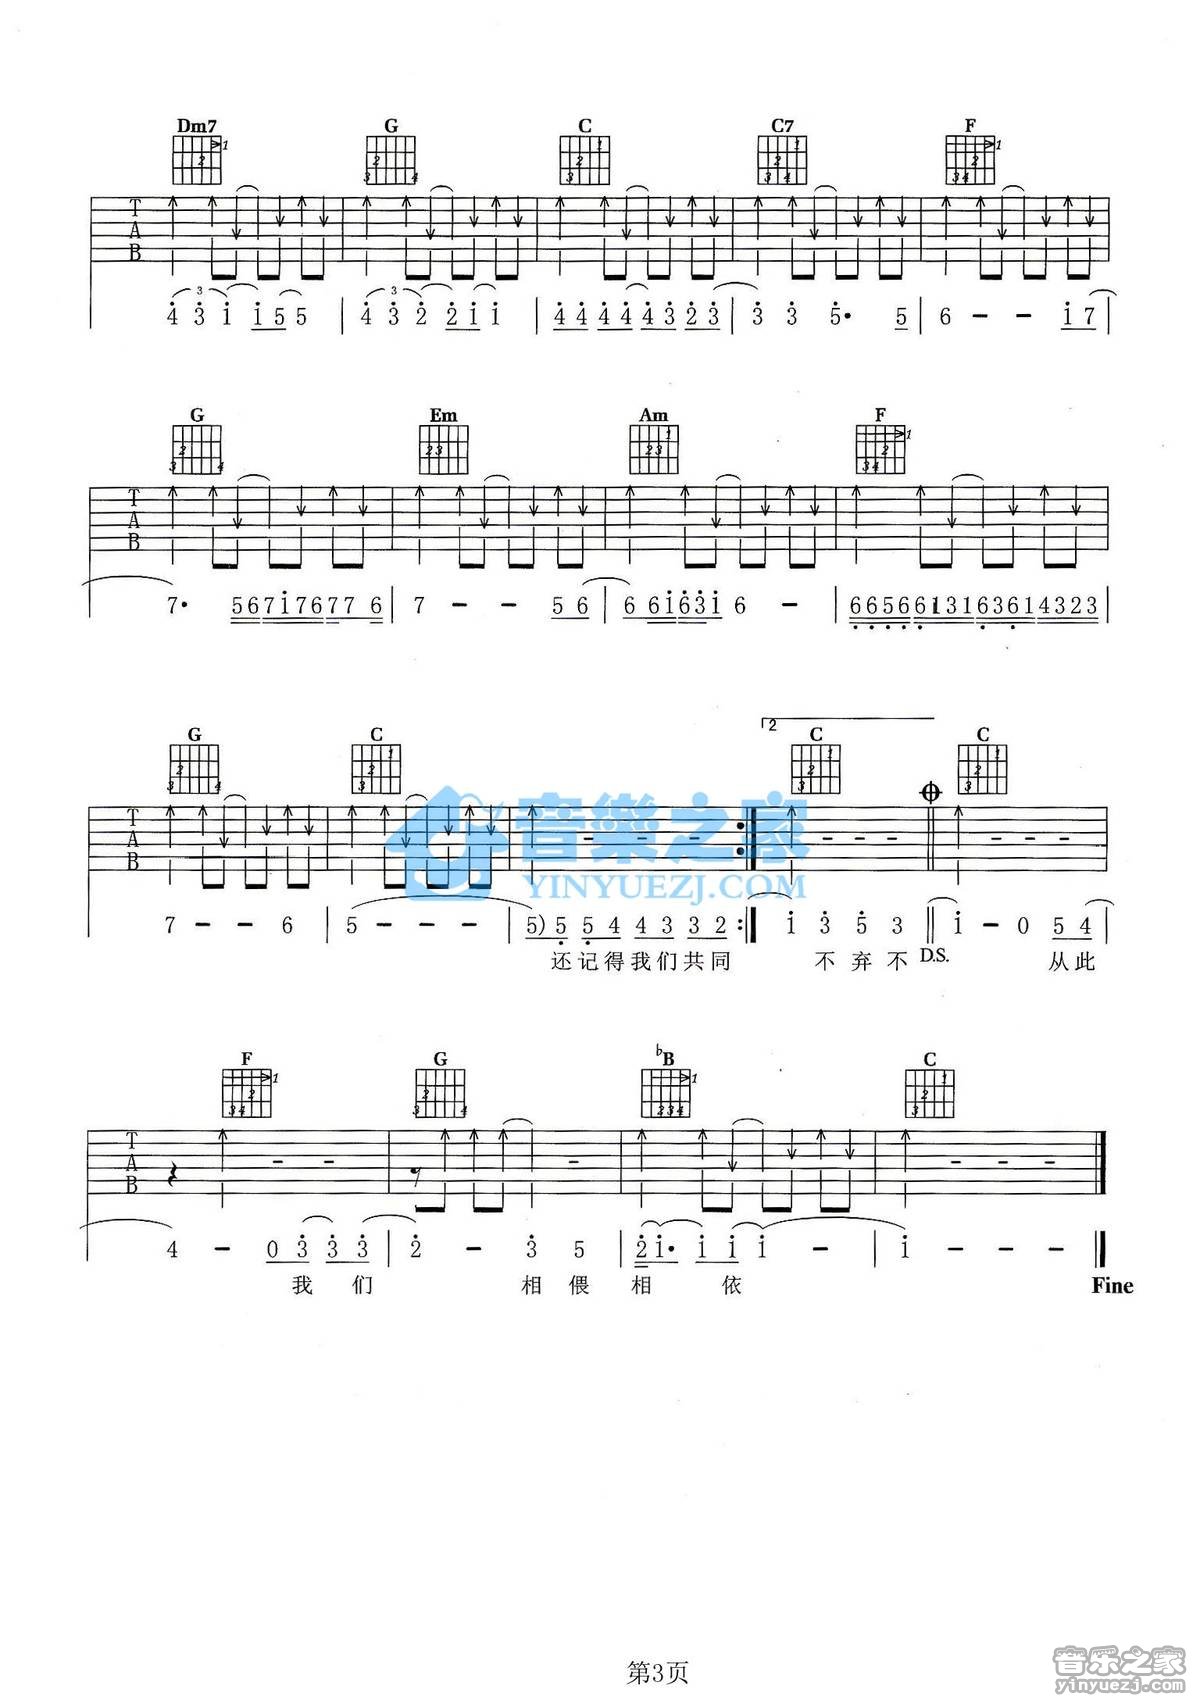 Dm7 G C C7 F
T
A
B
3 3
4 3 1 1 5 5 | 4 3 2 2 1 1 | 4 4 4 4 4 3 2 3 | 3 3 5· 5 | 6 - - 1 7 |
G Em Am F
T
A
B
7· 5 6 7 1 7 6 7 7 6 | 7 - - 5 6 | 6 6 1 6 3 1 6 - | 6 6 5 6 6 1 3 1 6 3 6 1 4 3 2 3 |
2
G C C C
T
A
B
音樂之家
YINYUEZJ.COM
7 - - 6 | 5 - - - | 5) 5 5 4 4 3 3 2 :| 1 3 5 3 || 1 - 0 5 4 |
还记得我们共同 不弃不 D.S. 从此
F G ♭B C
T
A
B
4 - 0 3 3 3 | 2 - 3 5 | 2 1· 1 1 1 - | 1 - - - |
我们 相偎相依 Fine
第3页
音乐之家
yinyuezj.com